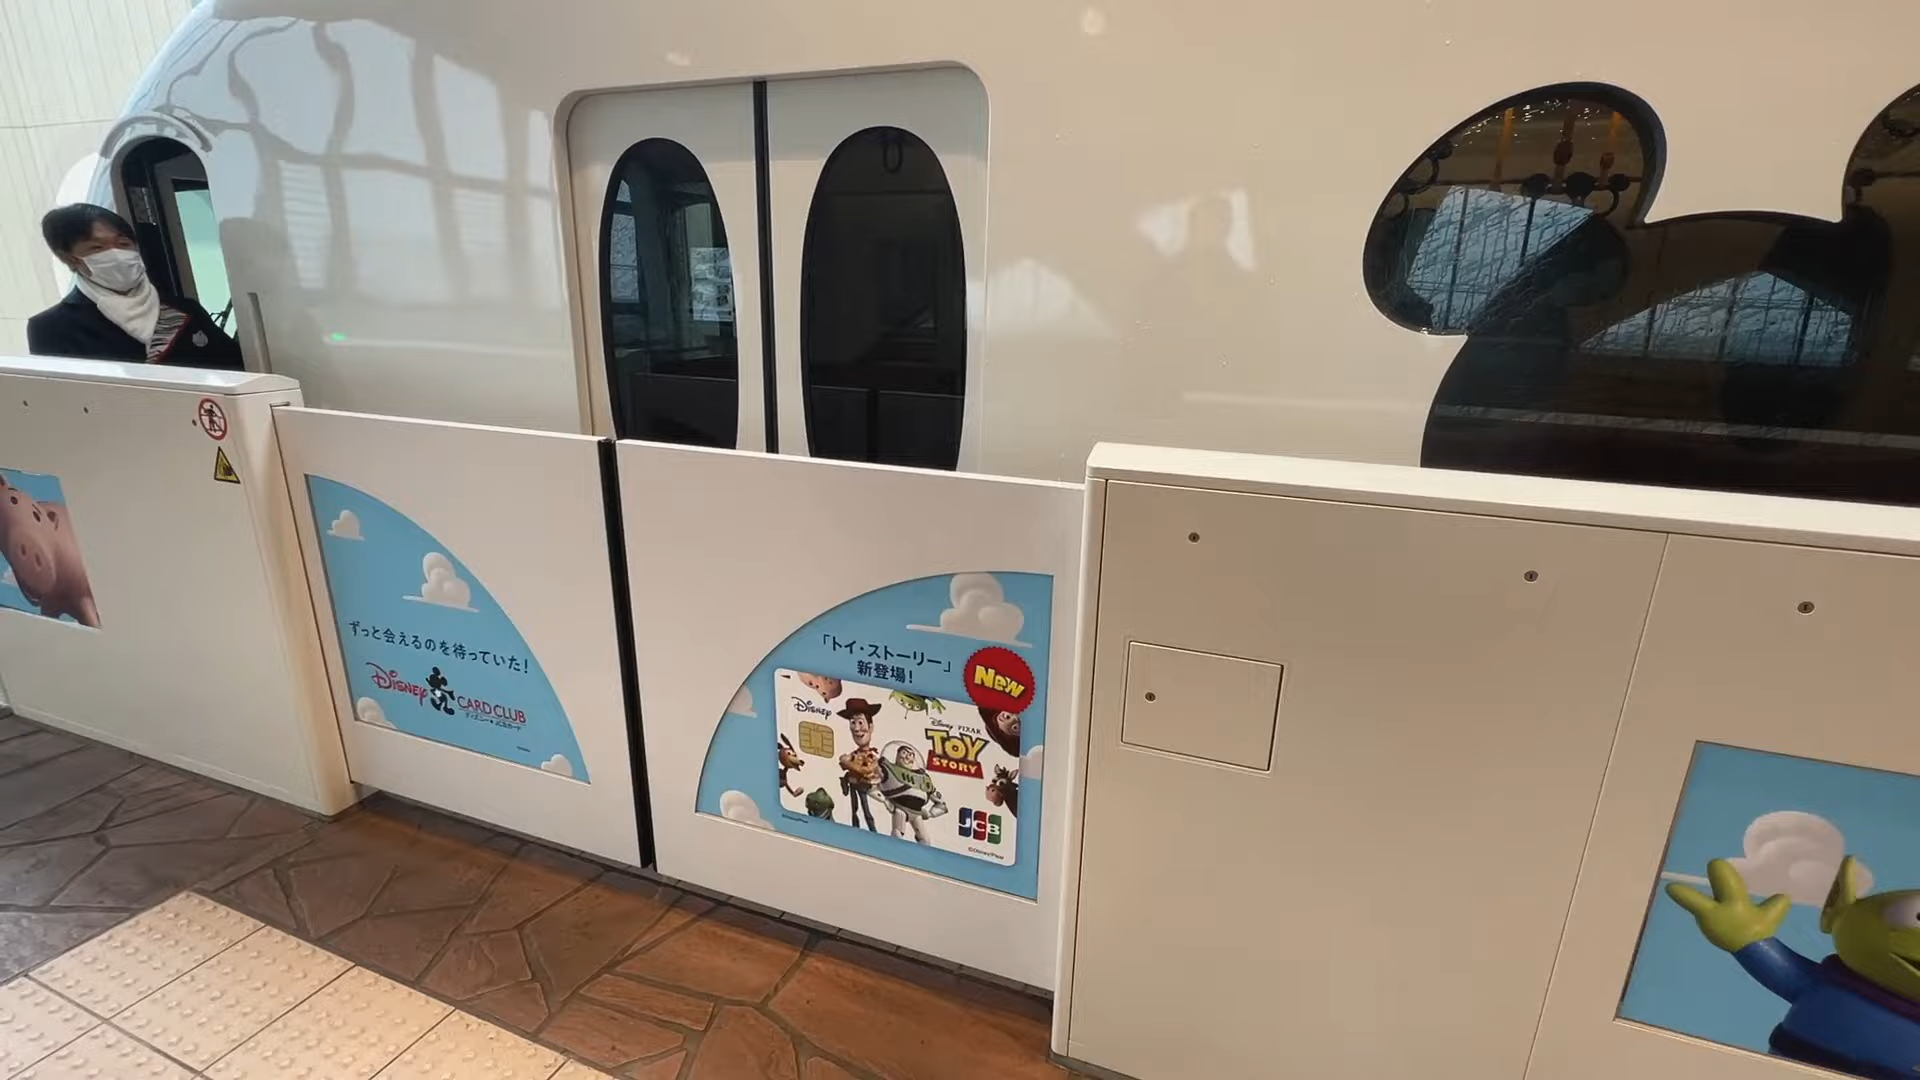 ずっと会えるのを待っていた!
Disney CARD CLUB
ディズニー★JCBカード
「トイ・ストーリー」
新登場!
New
Disney
Disney・PIXAR
TOY
STORY
JCB
©Disney/Pixar